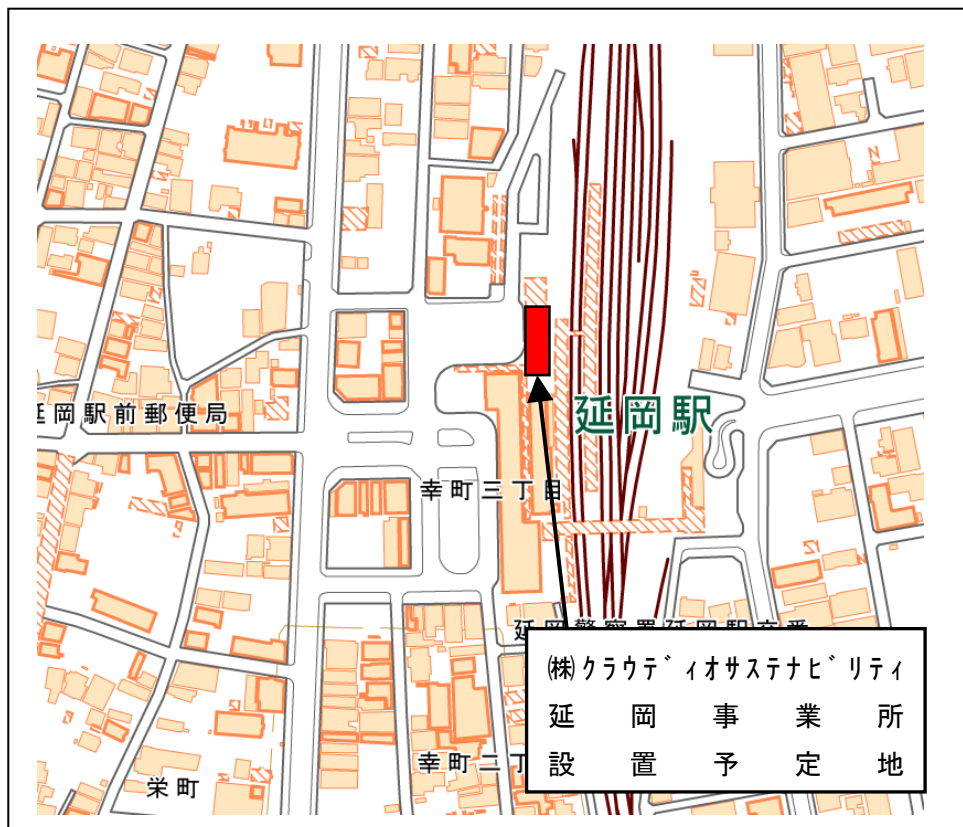 延岡駅
延岡駅前郵便局
幸町三丁目
延岡警察署延岡駅交番
㈱クラウディオサステナビリティ
延岡事業所
設置予定地
幸町二丁
栄町